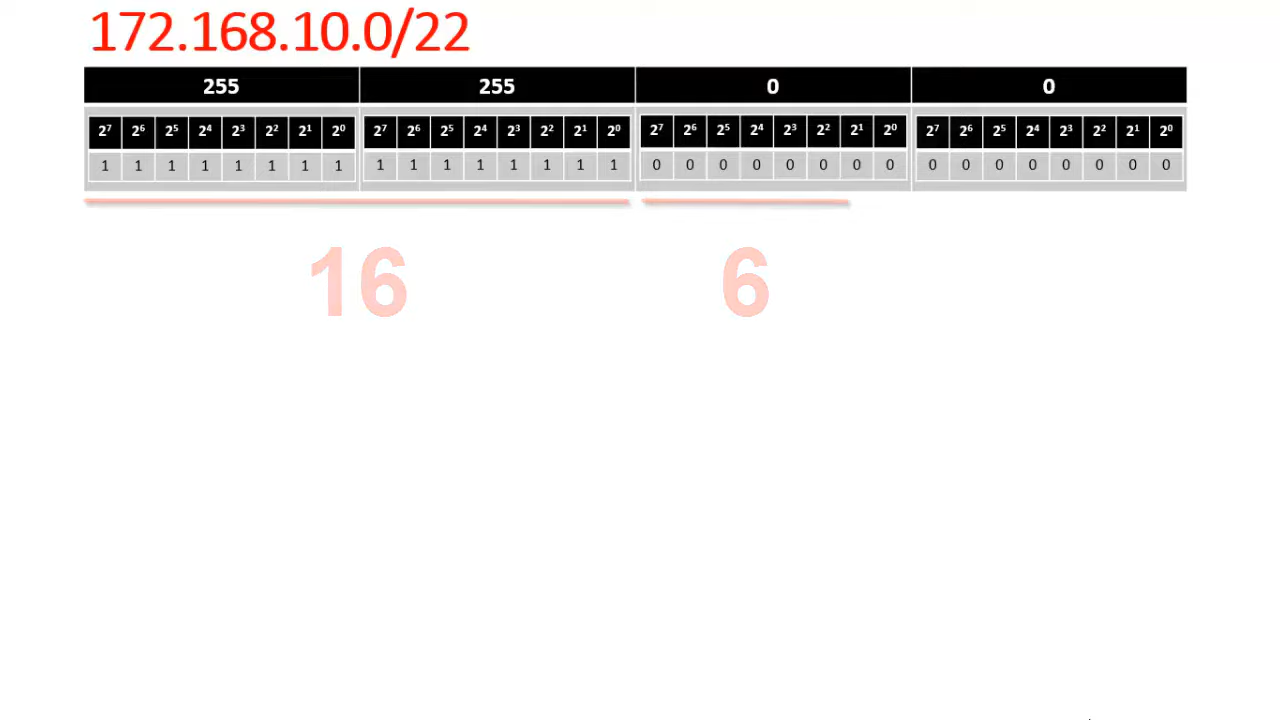 172.168.10.0/22
255 255 0 0
2⁷ 2⁶ 2⁵ 2⁴ 2³ 2² 2¹ 2⁰ 2⁷ 2⁶ 2⁵ 2⁴ 2³ 2² 2¹ 2⁰ 2⁷ 2⁶ 2⁵ 2⁴ 2³ 2² 2¹ 2⁰ 2⁷ 2⁶ 2⁵ 2⁴ 2³ 2² 2¹ 2⁰
1 1 1 1 1 1 1 1 1 1 1 1 1 1 1 1 0 0 0 0 0 0 0 0 0 0 0 0 0 0 0 0
16 6